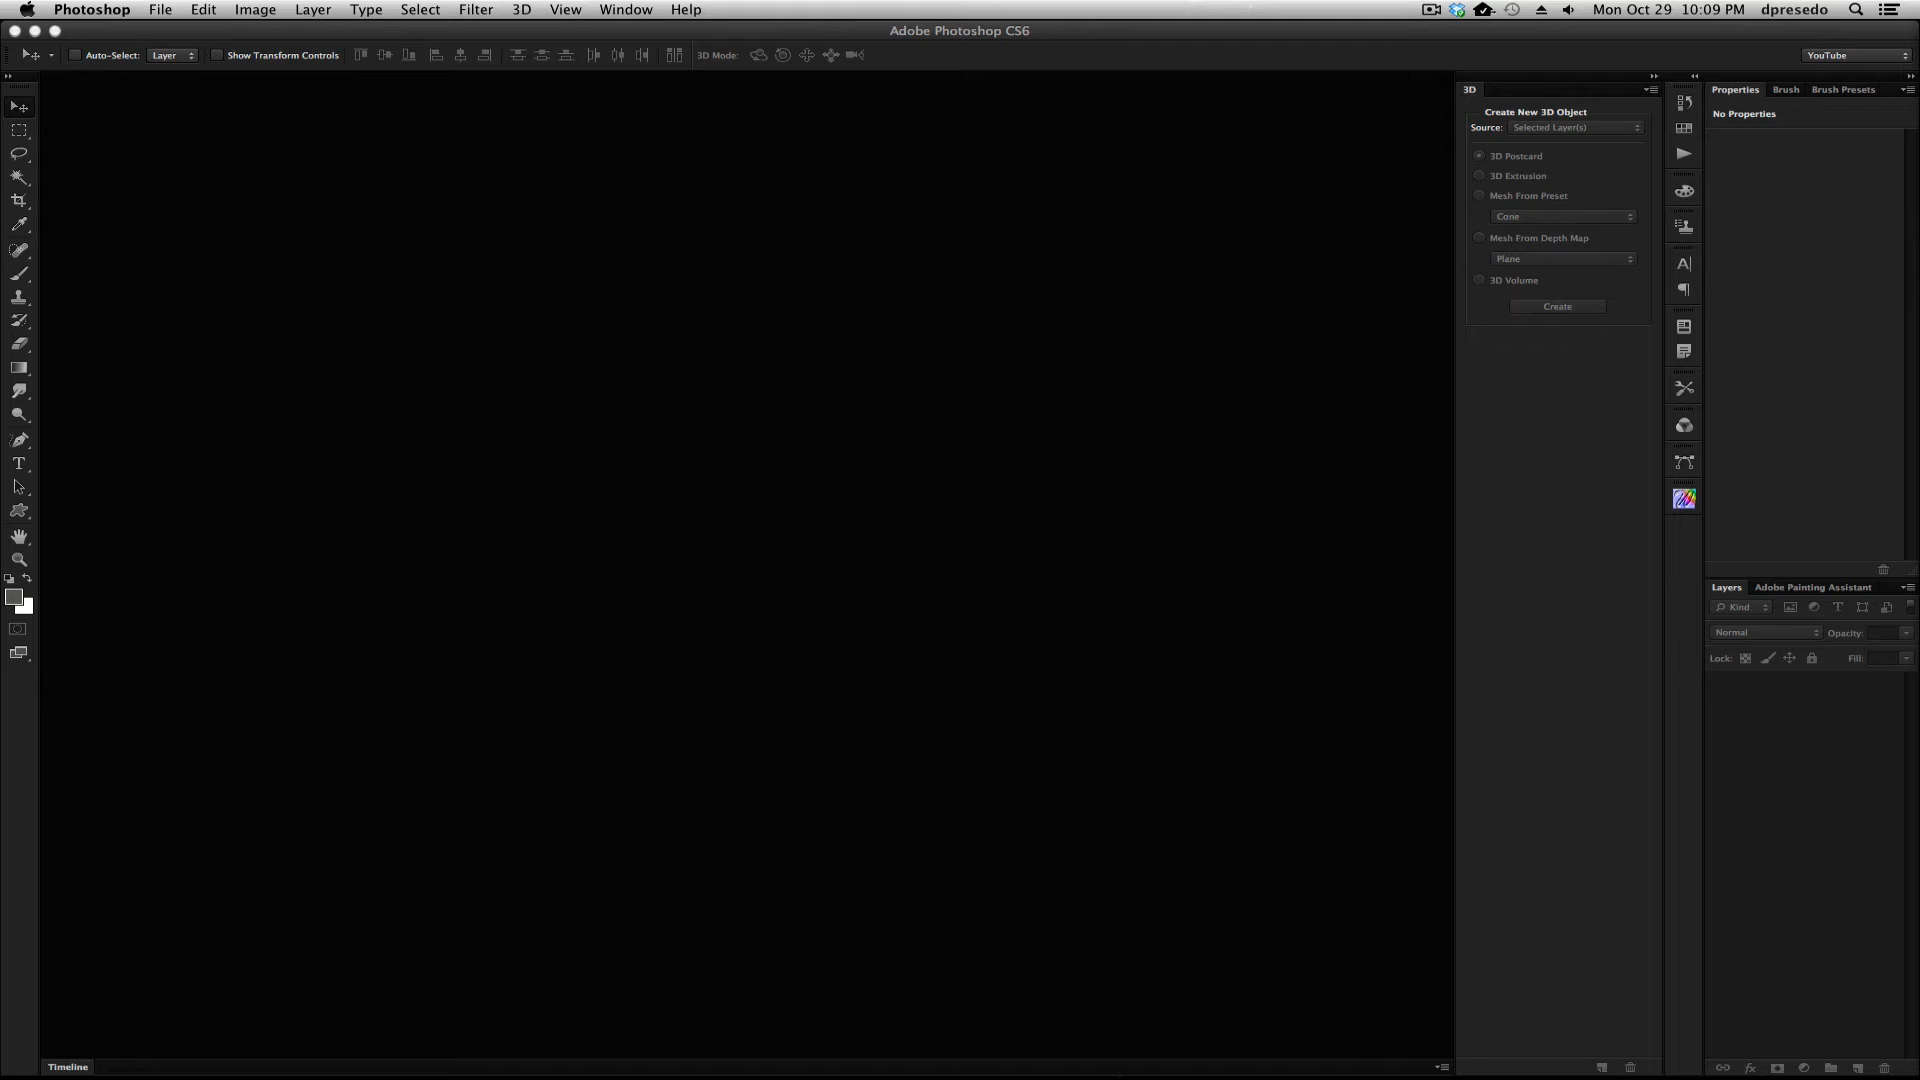 Photoshop File Edit Image Layer Type Select Filter 3D View Window Help Mon Oct 29 10:09 PM dpresedo
Adobe Photoshop CS6
Auto-Select: Layer Show Transform Controls 3D Mode: YouTube
3D
Create New 3D Object
Source: Selected Layer(s)
3D Postcard
3D Extrusion
Mesh From Preset
Cone
Mesh From Depth Map
Plane
3D Volume
Create
Properties Brush Brush Presets
No Properties
Layers Adobe Painting Assistant
Kind
Normal Opacity:
Lock: Fill:
Timeline